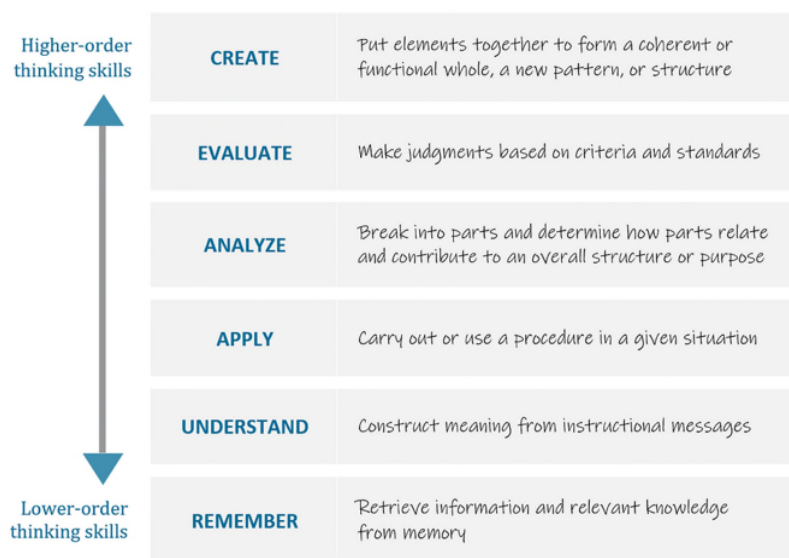 Higher-order
thinking skills
CREATE
Put elements together to form a coherent or
functional whole, a new pattern, or structure
EVALUATE
Make judgments based on criteria and standards
ANALYZE
Break into parts and determine how parts relate
and contribute to an overall structure or purpose
APPLY
Carry out or use a procedure in a given situation
UNDERSTAND
Construct meaning from instructional messages
Lower-order
thinking skills
REMEMBER
Retrieve information and relevant knowledge
from memory